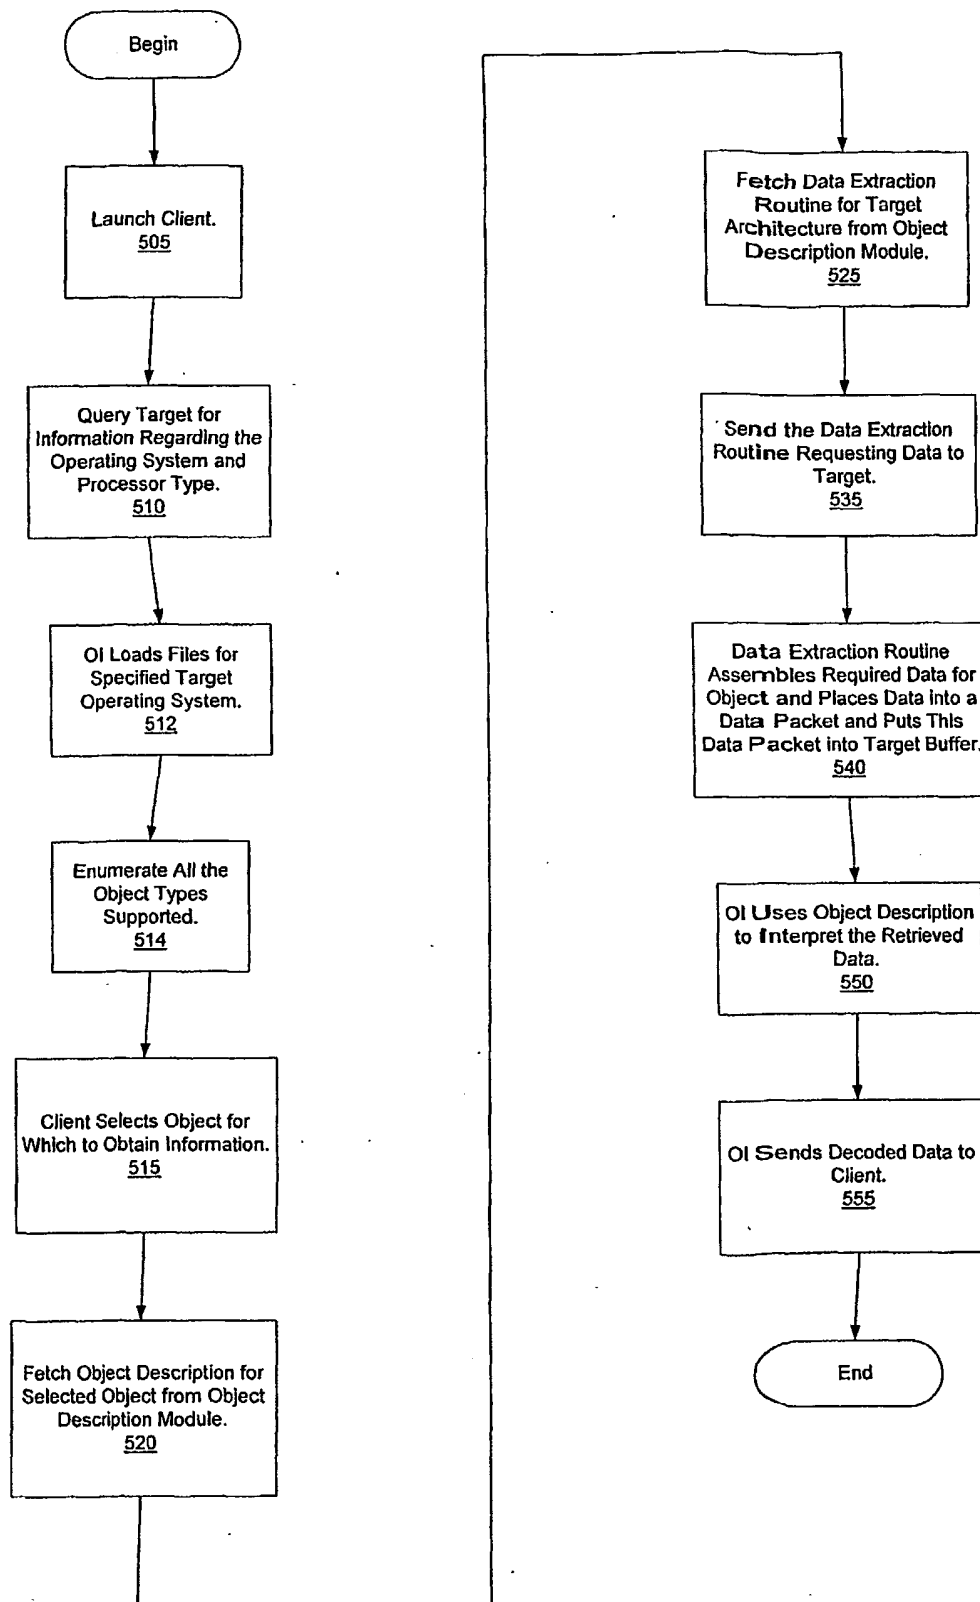 Begin
Launch Client.
505
Query Target for
Information Regarding the
Operating System and
Processor Type.
510
OI Loads Files for
Specified Target
Operating System.
512
Enumerate All the
Object Types
Supported.
514
Client Selects Object for
Which to Obtain Information.
515
Fetch Object Description for
Selected Object from Object
Description Module.
520
Fetch Data Extraction
Routine for Target
Architecture from Object
Description Module.
525
Send the Data Extraction
Routine Requesting Data to
Target.
535
Data Extraction Routine
Assembles Required Data for
Object and Places Data into a
Data Packet and Puts This
Data Packet into Target Buffer.
540
OI Uses Object Description
to Interpret the Retrieved
Data.
550
OI Sends Decoded Data to
Client.
555
End